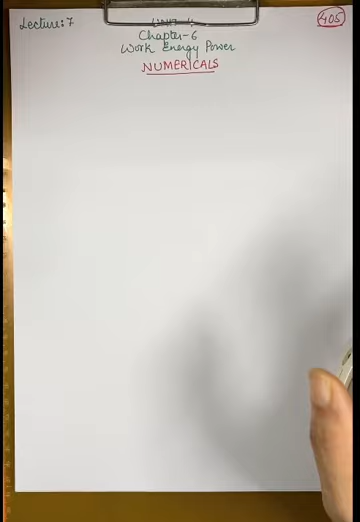 Lecture: 7
405
Chapter-6
Work Energy Power
NUMERICALS